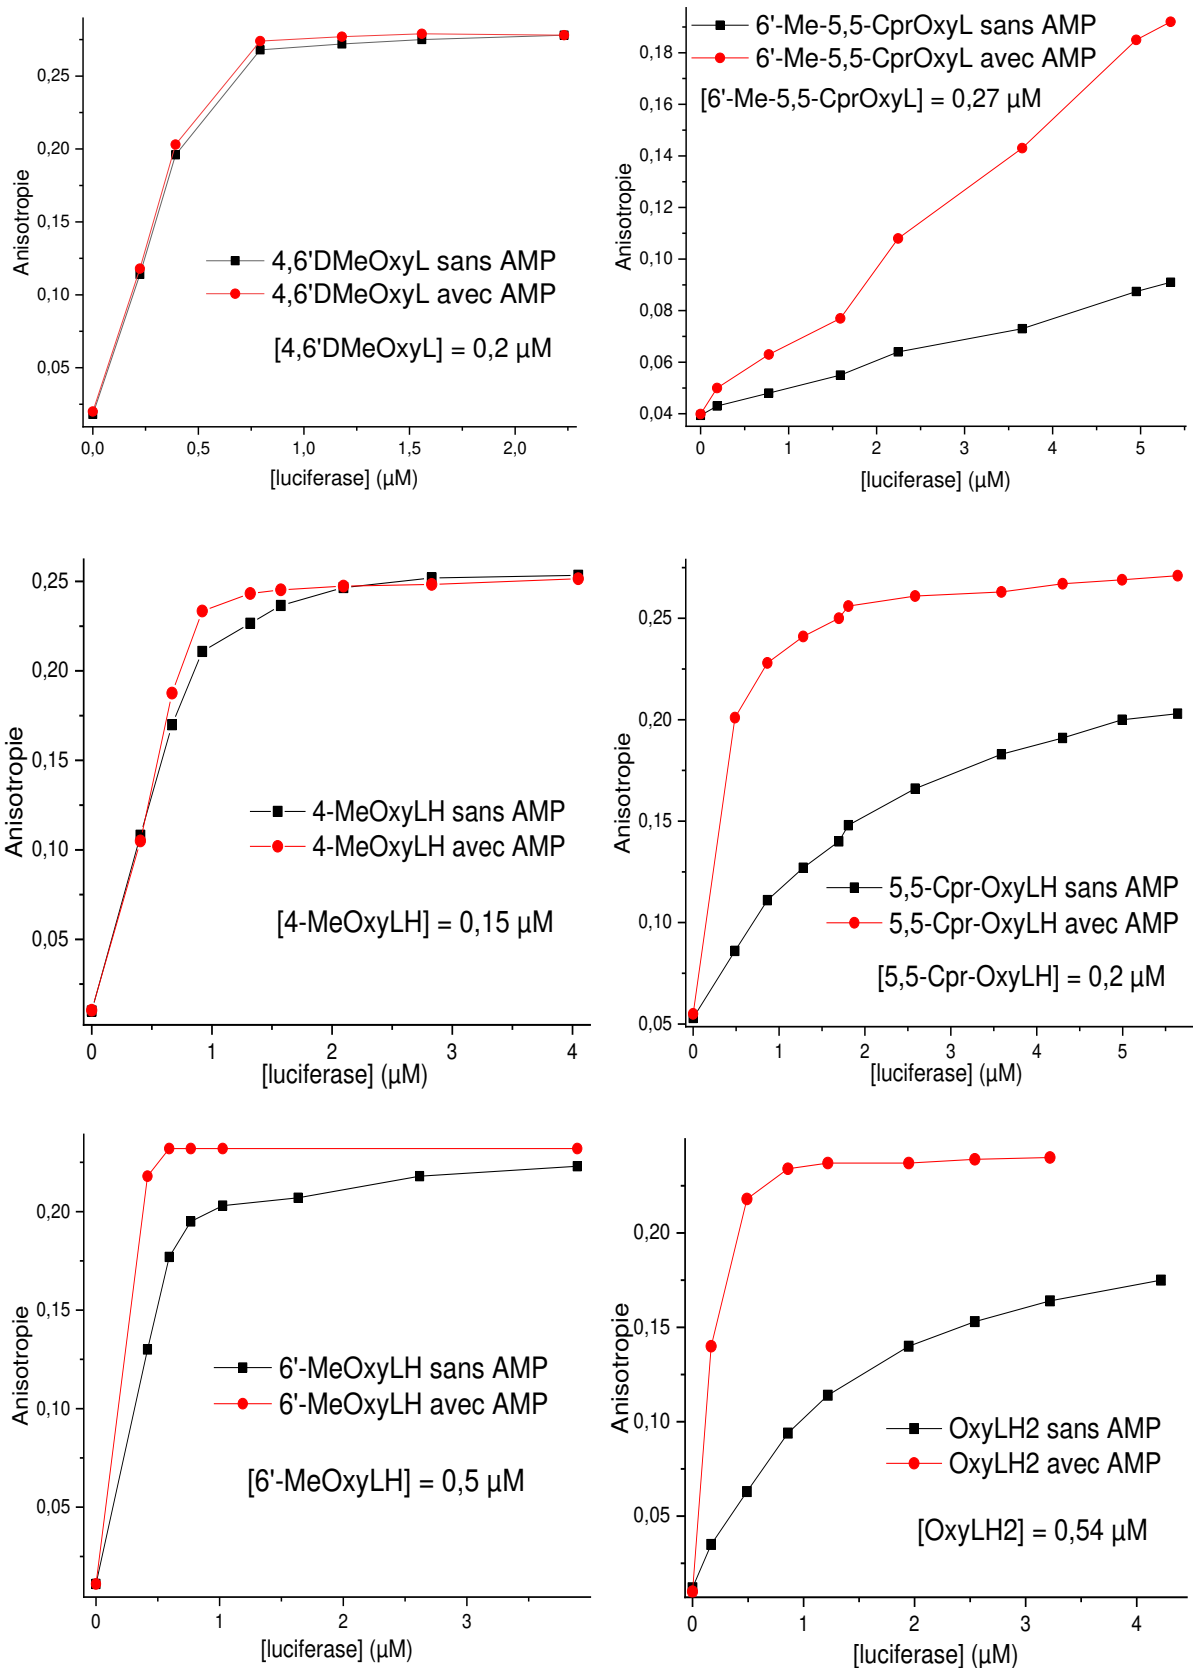 0,25
0,20
0,15
0,10
0,05
Anisotropie
4,6'DMeOxyL sans AMP
4,6'DMeOxyL avec AMP
[4,6'DMeOxyL] = 0,2 µM
0,0 0,5 1,0 1,5 2,0
[luciferase] (µM)
0,18
0,16
0,14
0,12
0,10
0,08
0,06
0,04
Anisotropie
6'-Me-5,5-CprOxyL sans AMP
6'-Me-5,5-CprOxyL avec AMP
[6'-Me-5,5-CprOxyL] = 0,27 µM
0 1 2 3 4 5
[luciferase] (µM)
0,25
0,20
0,15
0,10
0,05
Anisotropie
4-MeOxyLH sans AMP
4-MeOxyLH avec AMP
[4-MeOxyLH] = 0,15 µM
0 1 2 3 4
[luciferase] (µM)
0,25
0,20
0,15
0,10
0,05
Anisotropie
5,5-Cpr-OxyLH sans AMP
5,5-Cpr-OxyLH avec AMP
[5,5-Cpr-OxyLH] = 0,2 µM
0 1 2 3 4 5
[luciferase] (µM)
0,20
0,15
0,10
0,05
Anisotropie
6'-MeOxyLH sans AMP
6'-MeOxyLH avec AMP
[6'-MeOxyLH] = 0,5 µM
0 1 2 3
[luciferase] (µM)
0,20
0,15
0,10
0,05
Anisotropie
OxyLH2 sans AMP
OxyLH2 avec AMP
[OxyLH2] = 0,54 µM
0 1 2 3 4
[luciferase] (µM)